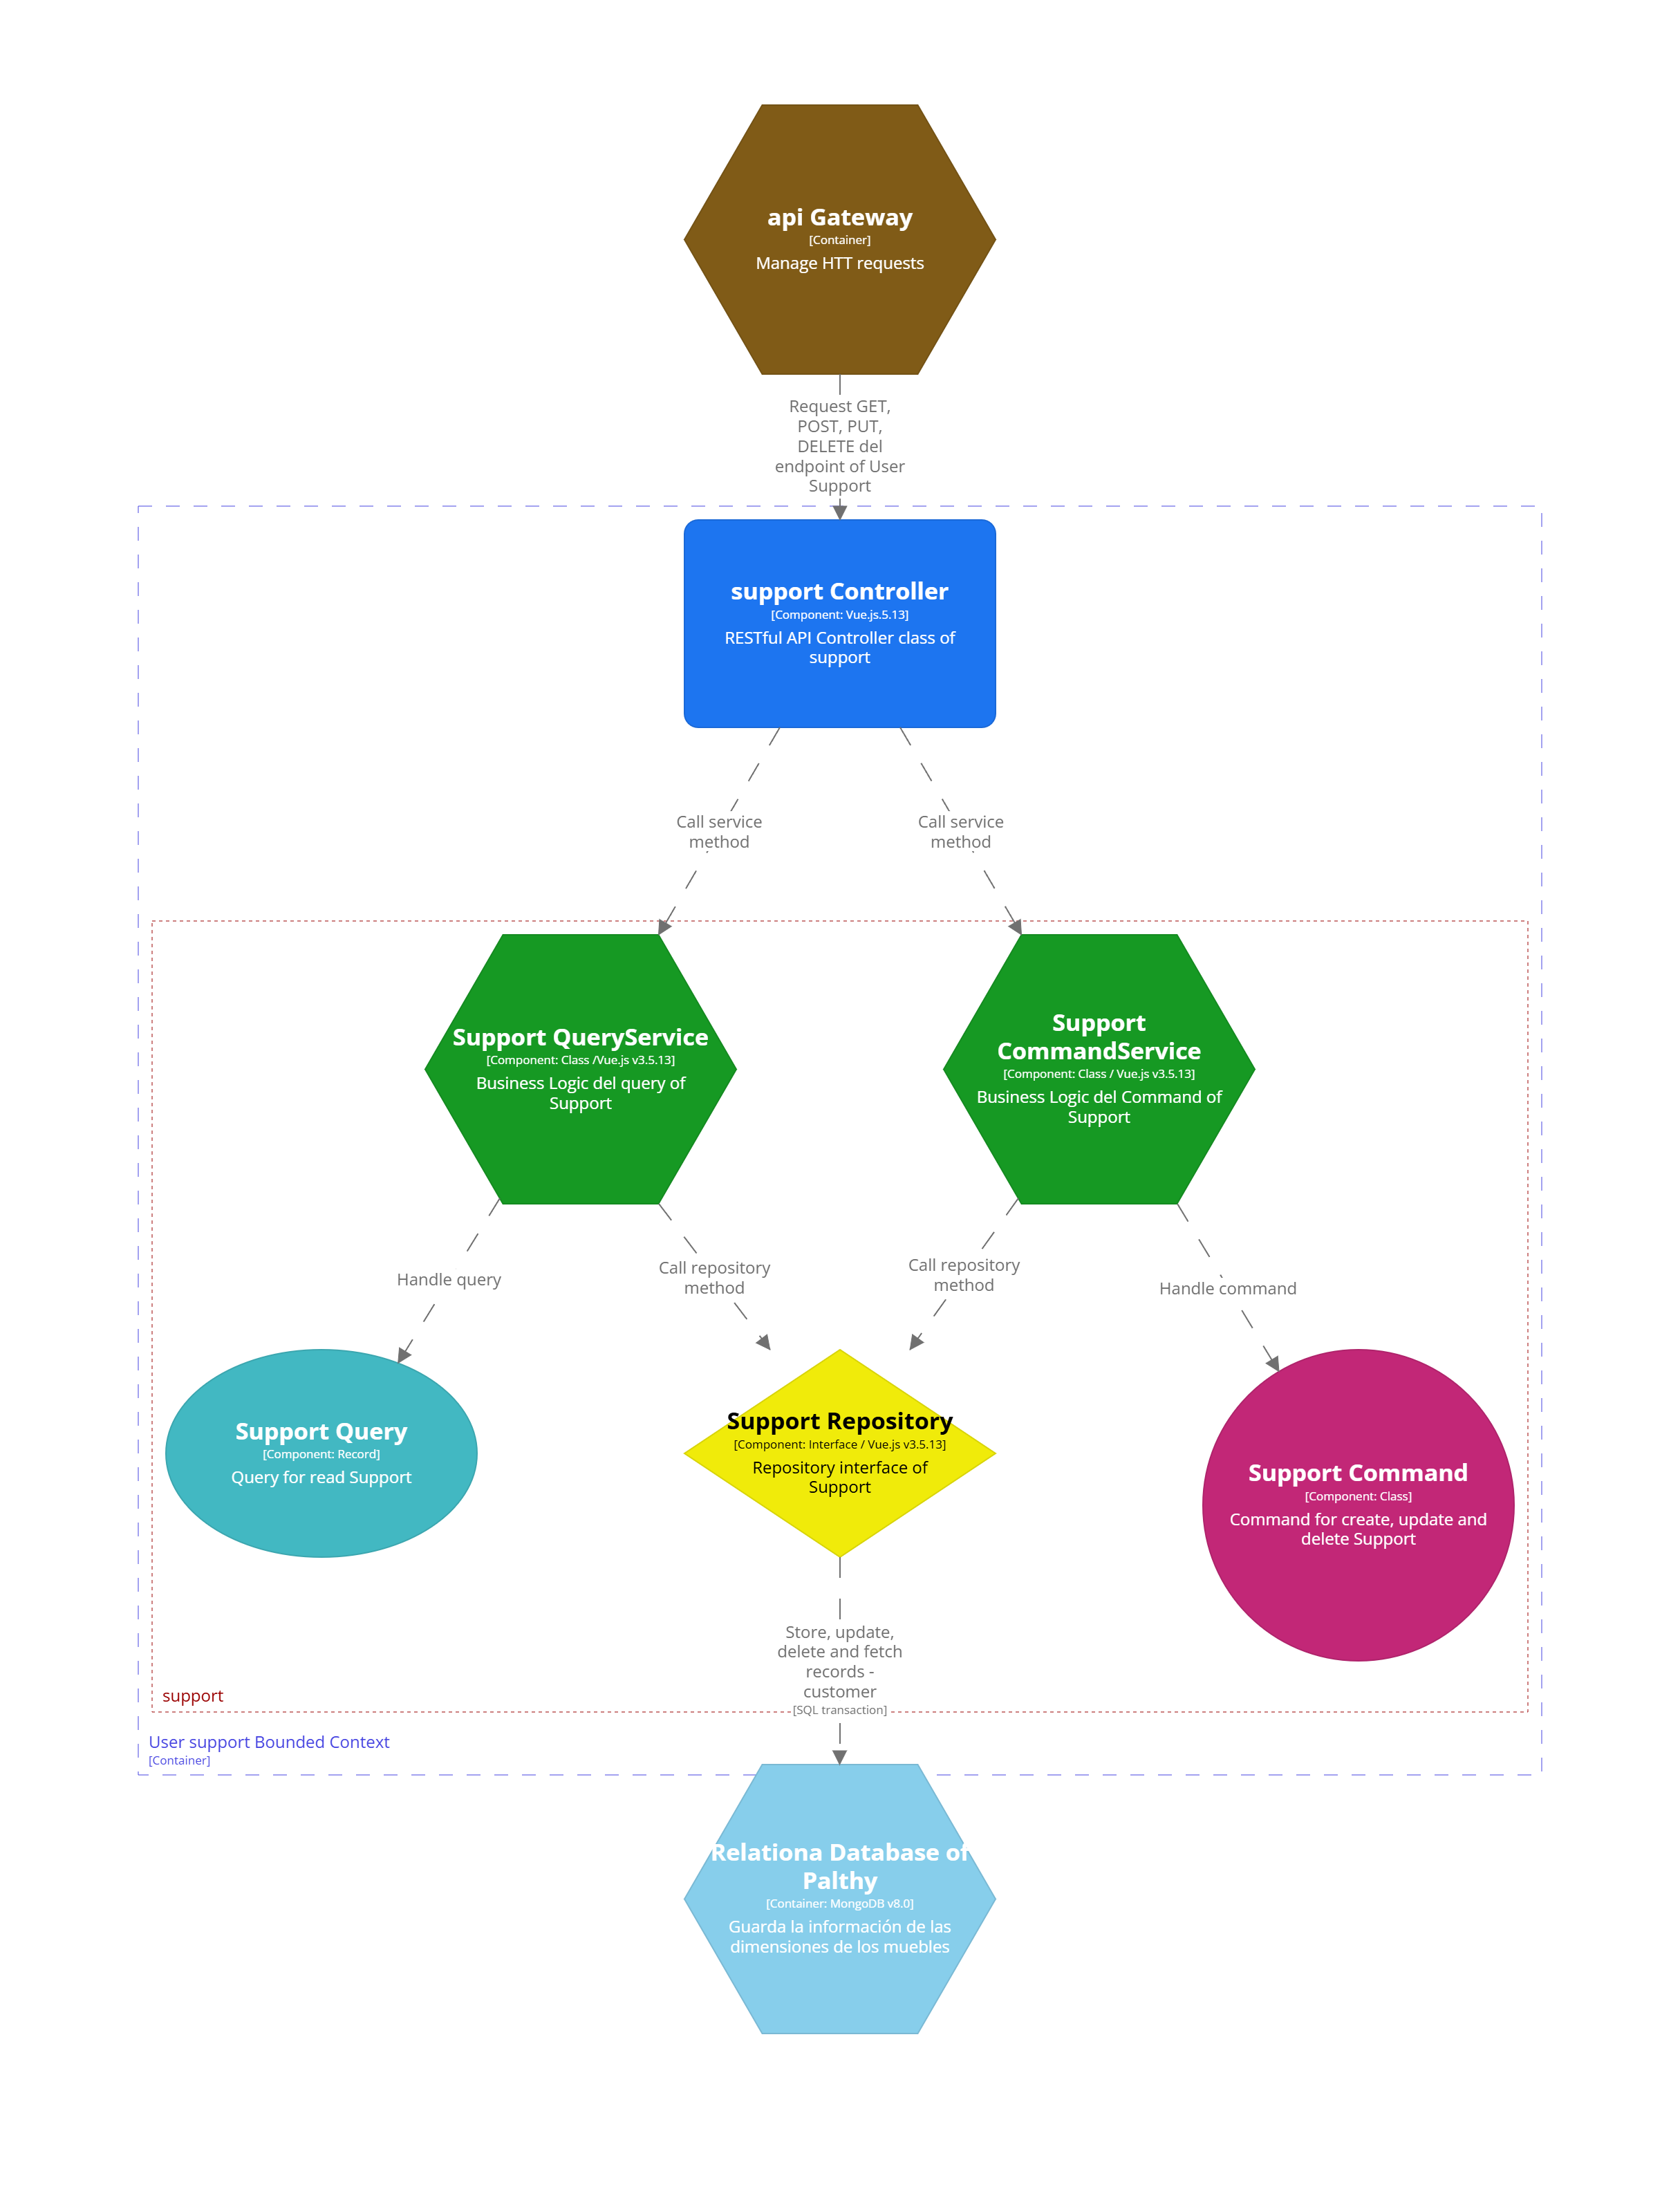 api Gateway
[Container]
Manage HTT requests
Request GET,
POST, PUT,
DELETE del
endpoint of User
Support
support Controller
[Component: Vue.js.5.13]
RESTful API Controller class of
support
Call service
method
Call service
method
Support QueryService
[Component: Class /Vue.js v3.5.13]
Business Logic del query of
Support
Support
CommandService
[Component: Class / Vue.js v3.5.13]
Business Logic del Command of
Support
Handle query
Call repository
method
Call repository
method
Handle command
Support Query
[Component: Record]
Query for read Support
Support Repository
[Component: Interface / Vue.js v3.5.13]
Repository interface of
Support
Support Command
[Component: Class]
Command for create, update and
delete Support
Store, update,
delete and fetch
records -
customer
[SQL transaction]
support
User support Bounded Context
[Container]
Relationa Database of
Palthy
[Container: MongoDB v8.0]
Guarda la información de las
dimensiones de los muebles